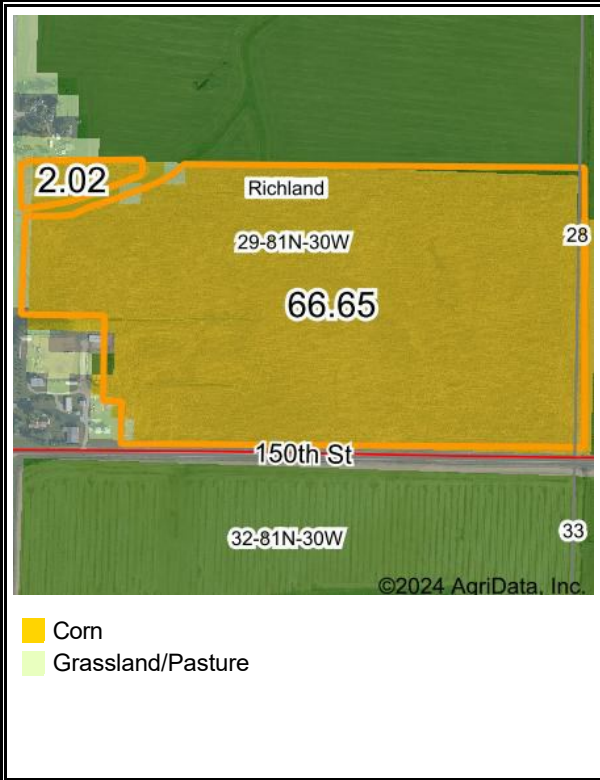 2.02
Richland
29-81N-30W
28
66.65
150th St
32-81N-30W
33
©2024 AgriData, Inc.
Corn
Grassland/Pasture